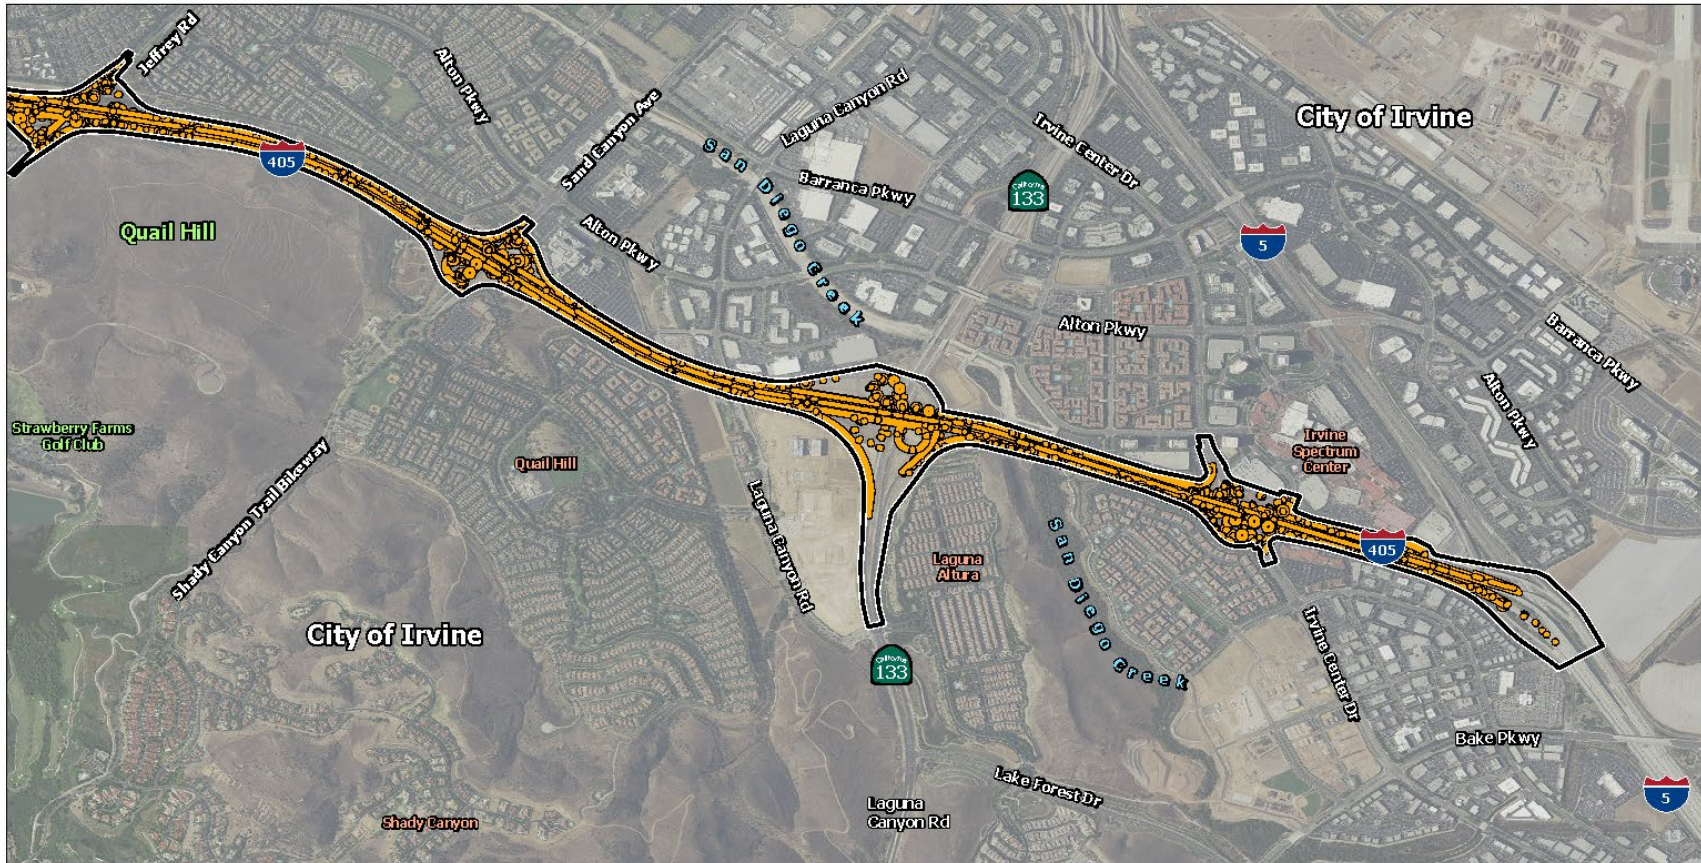 Jeffrey Rd
Alton Pkwy
Sand Canyon Ave
Laguna Canyon Rd
Irvine Center Dr
City of Irvine
405
San Diego Creek
Barranca Pkwy
California
133
Quail Hill
Alton Pkwy
5
Alton Pkwy
Barranca Pkwy
Alton Pkwy
Strawberry Farms
Golf Club
Quail Hill
Irvine
Spectrum
Center
Shady Canyon Trail Bikeway
Laguna Canyon Rd
San Diego Creek
405
Laguna
Altura
City of Irvine
California
133
Irvine Center Dr
Bake Pkwy
Lake Forest Dr
5
Laguna
Canyon Rd
Shady Canyon